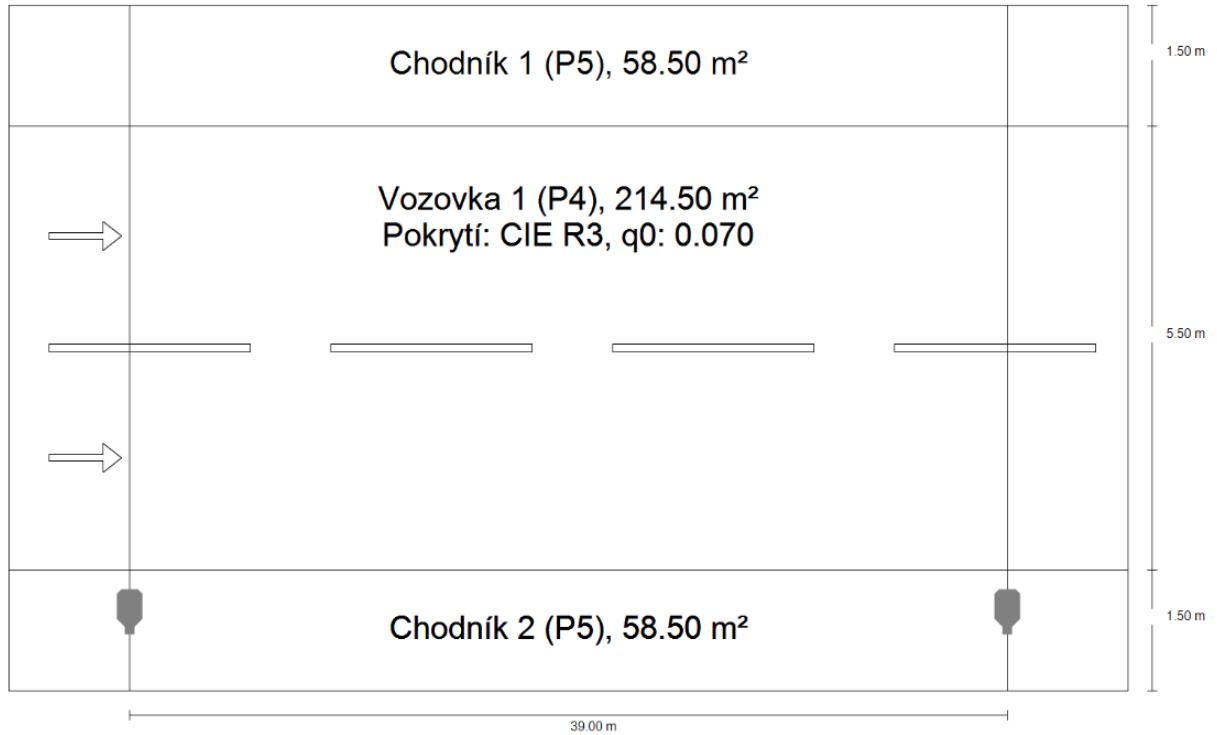 Chodník 1 (P5), 58.50 m²
1.50 m
Vozovka 1 (P4), 214.50 m²
Pokrytí: CIE R3, q0: 0.070
5.50 m
Chodník 2 (P5), 58.50 m²
1.50 m
39.00 m